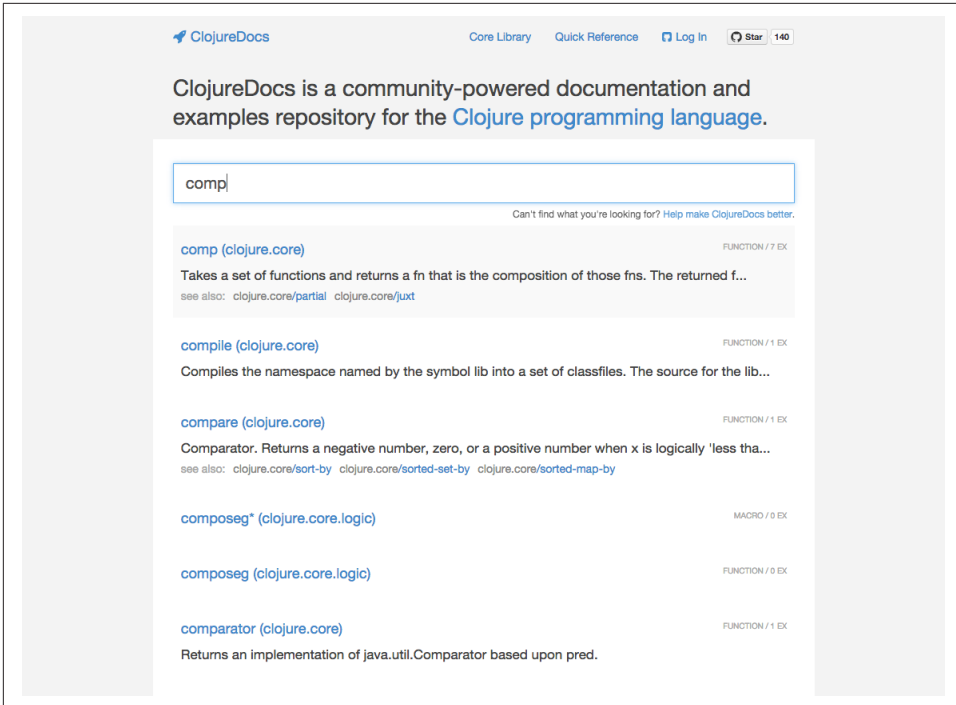 ClojureDocs Core Library Quick Reference Log In Star 140
ClojureDocs is a community-powered documentation and
examples repository for the Clojure programming language.
comp
Can't find what you're looking for? Help make ClojureDocs better.
comp (clojure.core) FUNCTION / 7 EX
Takes a set of functions and returns a fn that is the composition of those fns. The returned f...
see also: clojure.core/partial clojure.core/juxt
compile (clojure.core) FUNCTION / 1 EX
Compiles the namespace named by the symbol lib into a set of classfiles. The source for the lib...
compare (clojure.core) FUNCTION / 1 EX
Comparator. Returns a negative number, zero, or a positive number when x is logically 'less tha...
see also: clojure.core/sort-by clojure.core/sorted-set-by clojure.core/sorted-map-by
composeg* (clojure.core.logic) MACRO / 0 EX
composeg (clojure.core.logic) FUNCTION / 0 EX
comparator (clojure.core) FUNCTION / 1 EX
Returns an implementation of java.util.Comparator based upon pred.